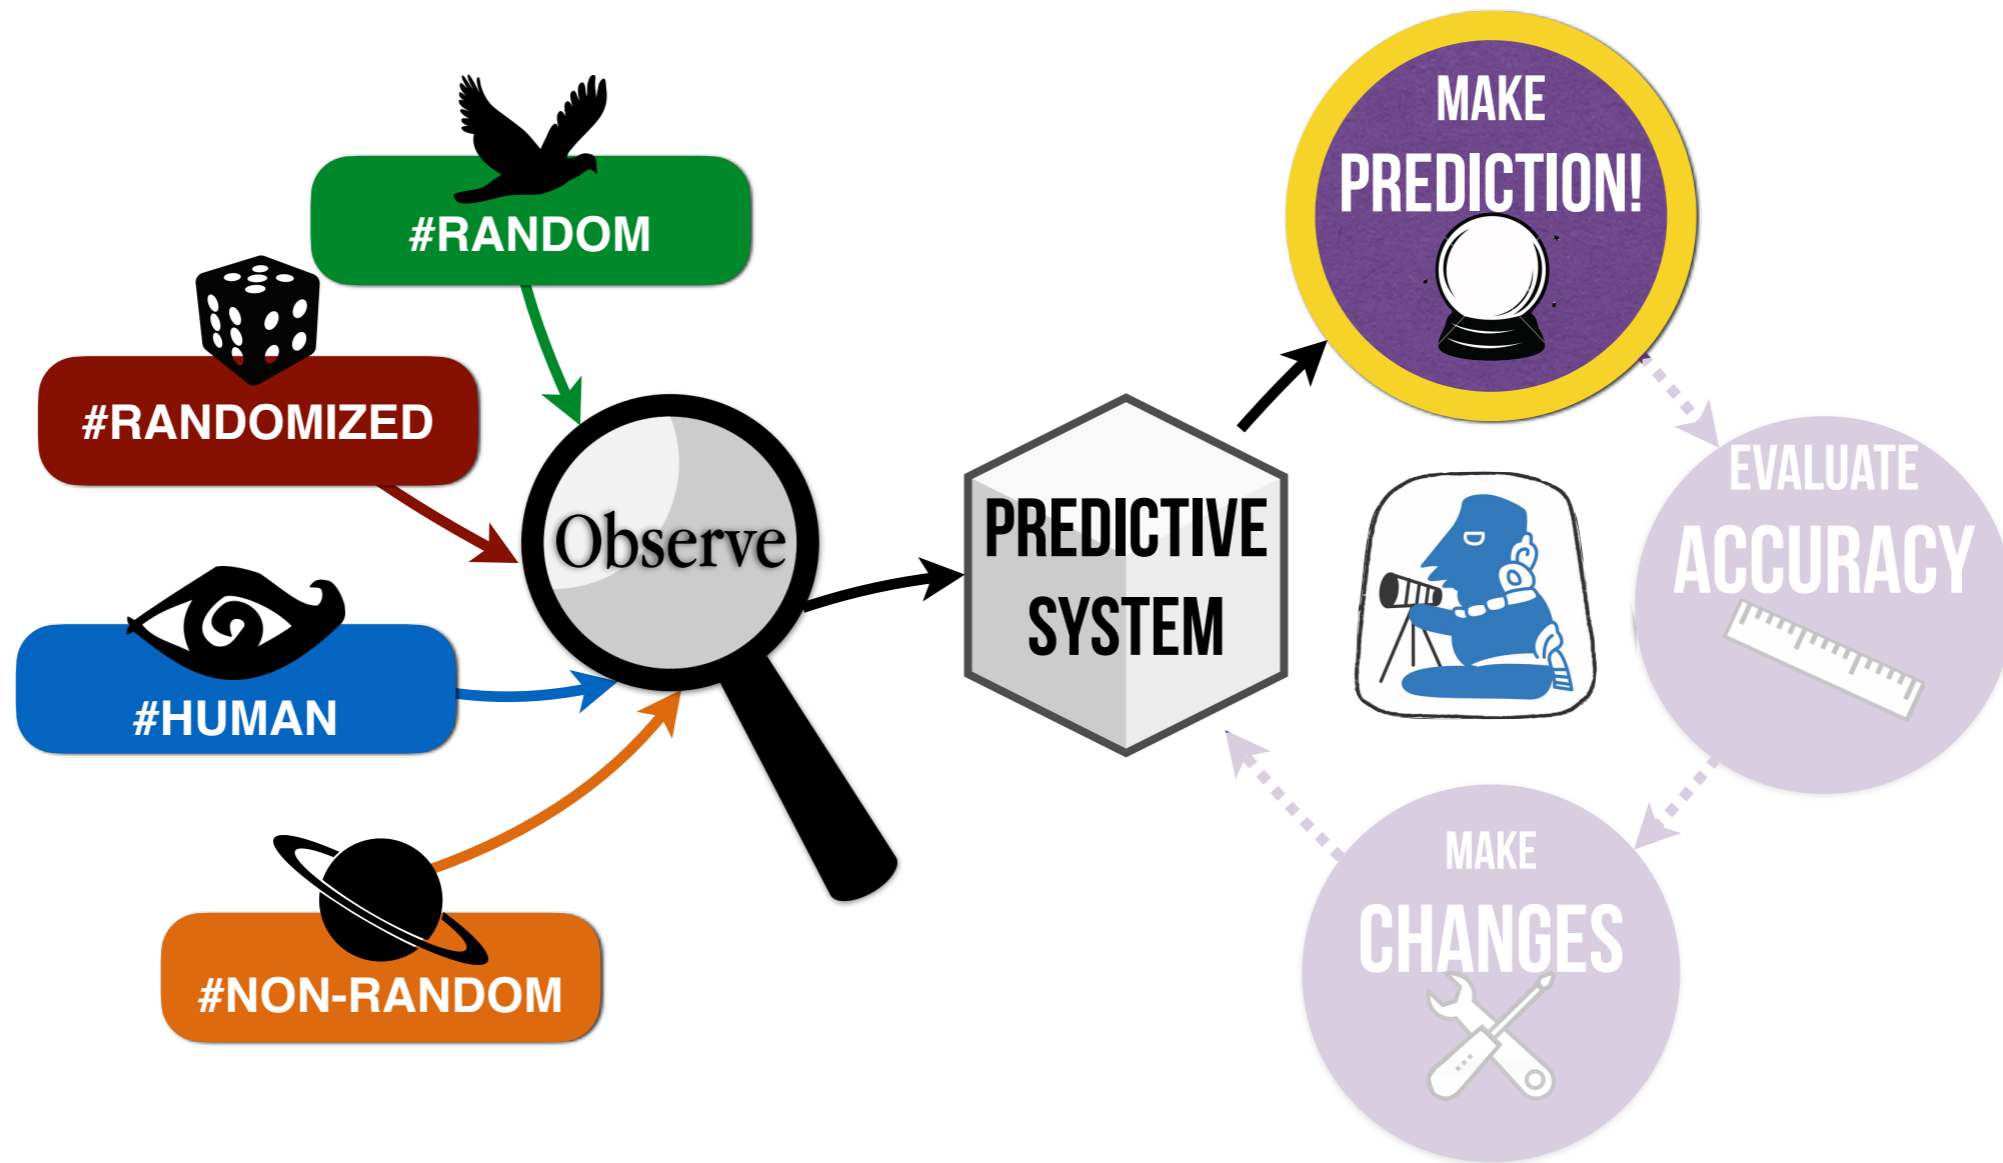 #RANDOM
#RANDOMIZED
#HUMAN
#NON-RANDOM
Observe
PREDICTIVE
SYSTEM
MAKE
PREDICTION!
EVALUATE
ACCURACY
MAKE
CHANGES